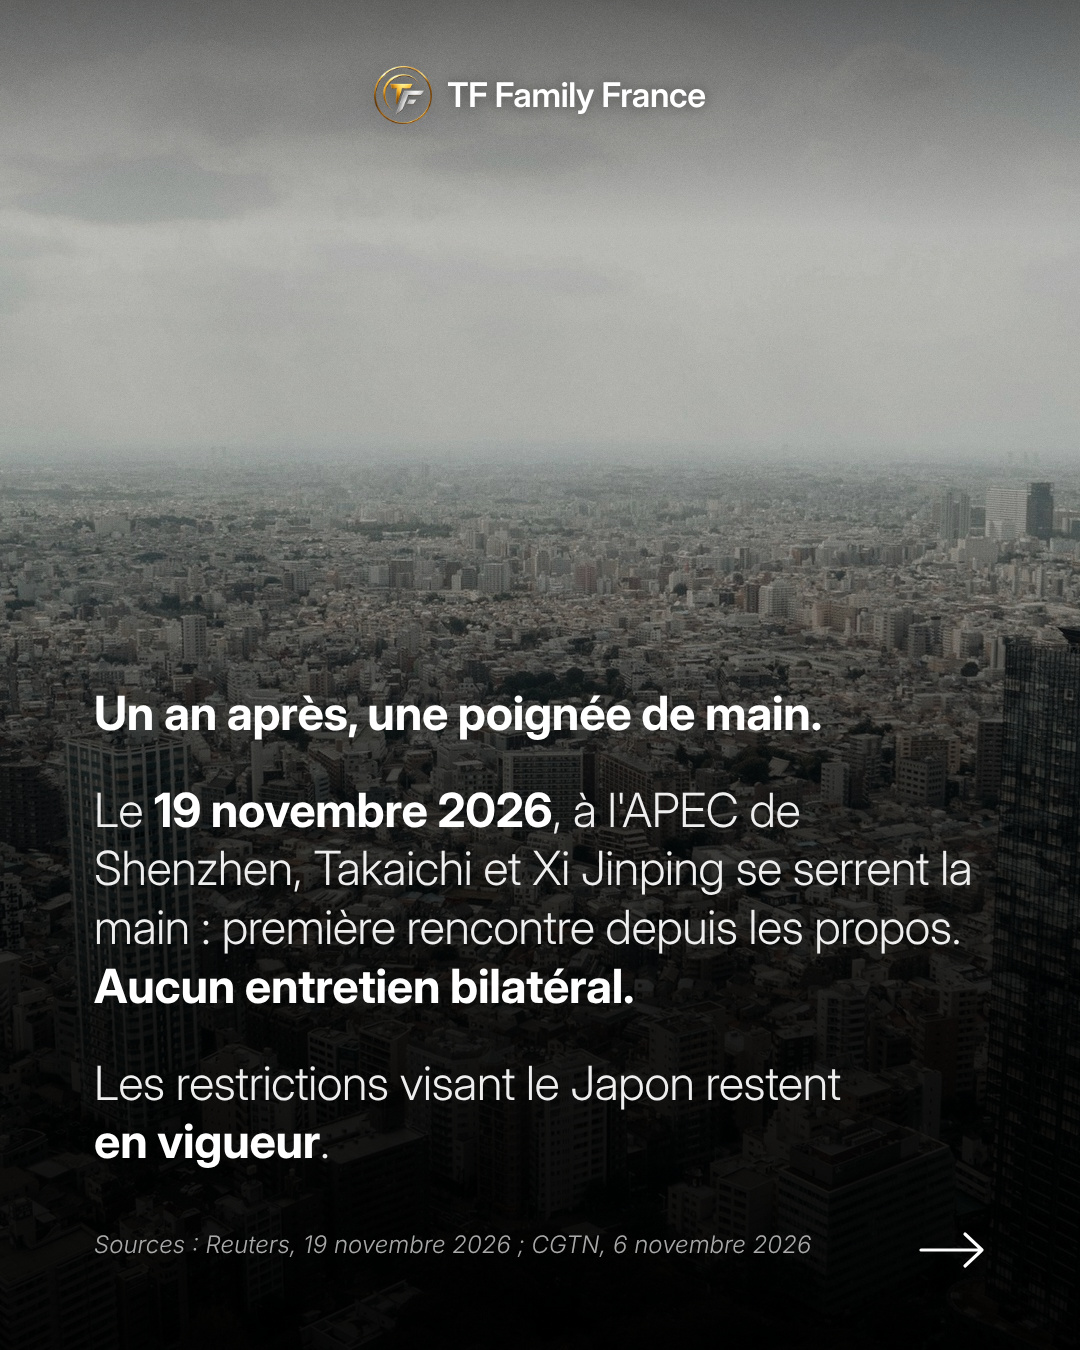 TF TF Family France
Un an après, une poignée de main.
Le 19 novembre 2026, à l'APEC de
Shenzhen, Takaichi et Xi Jinping se serrent la
main : première rencontre depuis les propos.
Aucun entretien bilatéral.
Les restrictions visant le Japon restent
en vigueur.
Sources : Reuters, 19 novembre 2026 ; CGTN, 6 novembre 2026